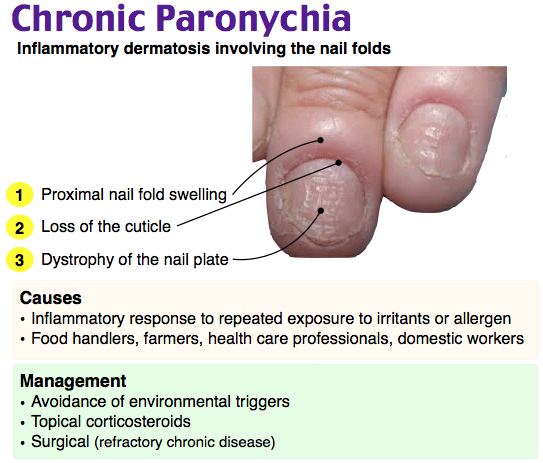 Chronic Paronychia
Inflammatory dermatosis involving the nail folds
1 Proximal nail fold swelling
2 Loss of the cuticle
3 Dystrophy of the nail plate
Causes
• Inflammatory response to repeated exposure to irritants or allergen
• Food handlers, farmers, health care professionals, domestic workers
Management
• Avoidance of environmental triggers
• Topical corticosteroids
• Surgical (refractory chronic disease)